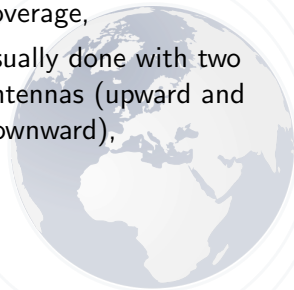 overage,
sually done with two
ntennas (upward and
ownward),